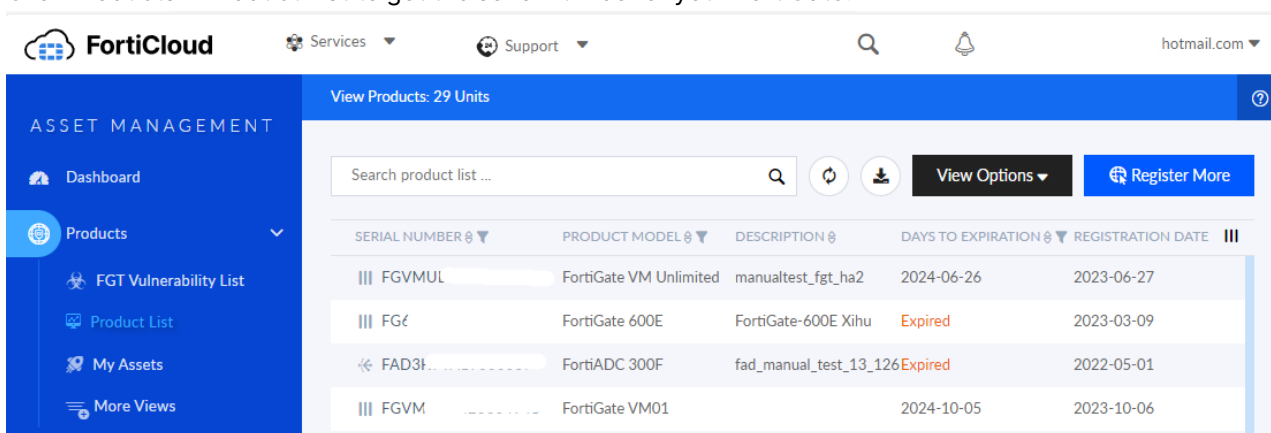 FortiCloud Services Support hotmail.com
View Products: 29 Units
ASSET MANAGEMENT
Dashboard
Search product list ... View Options Register More
Products
SERIAL NUMBER PRODUCT MODEL DESCRIPTION DAYS TO EXPIRATION REGISTRATION DATE
FGT Vulnerability List
FGVMUL FortiGate VM Unlimited manualtest_fgt_ha2 2024-06-26 2023-06-27
Product List
FG6 FortiGate 600E FortiGate-600E Xihu Expired 2023-03-09
My Assets
FortiADC 300F fad_manual_test_13_126 Expired 2022-05-01
More Views
FGVM FortiGate VM01 2024-10-05 2023-10-06